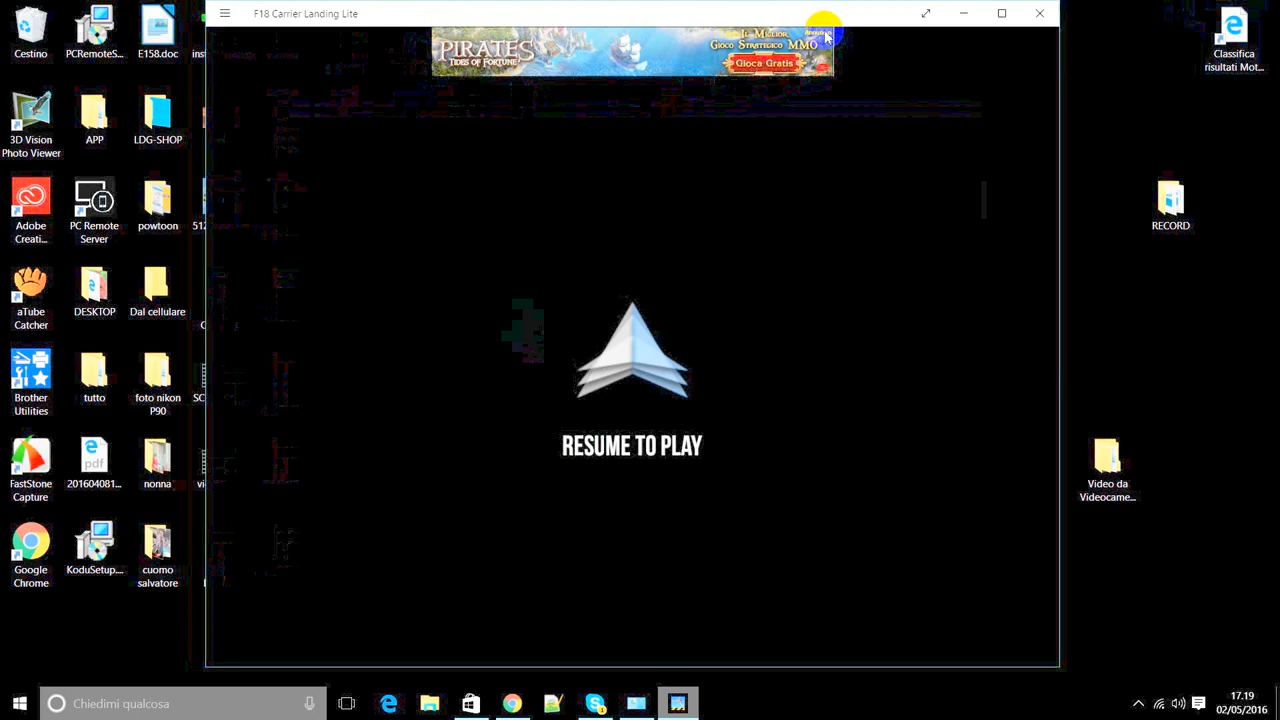 F18 Carrier Landing Lite
PIRATES
TIDES OF FORTUNE
IL MIGLIOR
GIOCO STRATEGICO MMO
Gioca Gratis
RESUME TO PLAY
Cestino
PCRemoteS...
E158.doc
3D Vision
Photo Viewer
APP
LDG-SHOP
Adobe
Creati...
PC Remote
Server
powtoon
aTube
Catcher
DESKTOP
Dal cellulare
Brother
Utilities
tutto
foto nikon
P90
FastStone
Capture
20160408​1...
nonna
Google
Chrome
KoduSetup....
cuomo
salvatore
Classifica
risultati Mot...
RECORD
Video da
Videocame...
Chiedimi qualcosa
17.19
02/05/2016